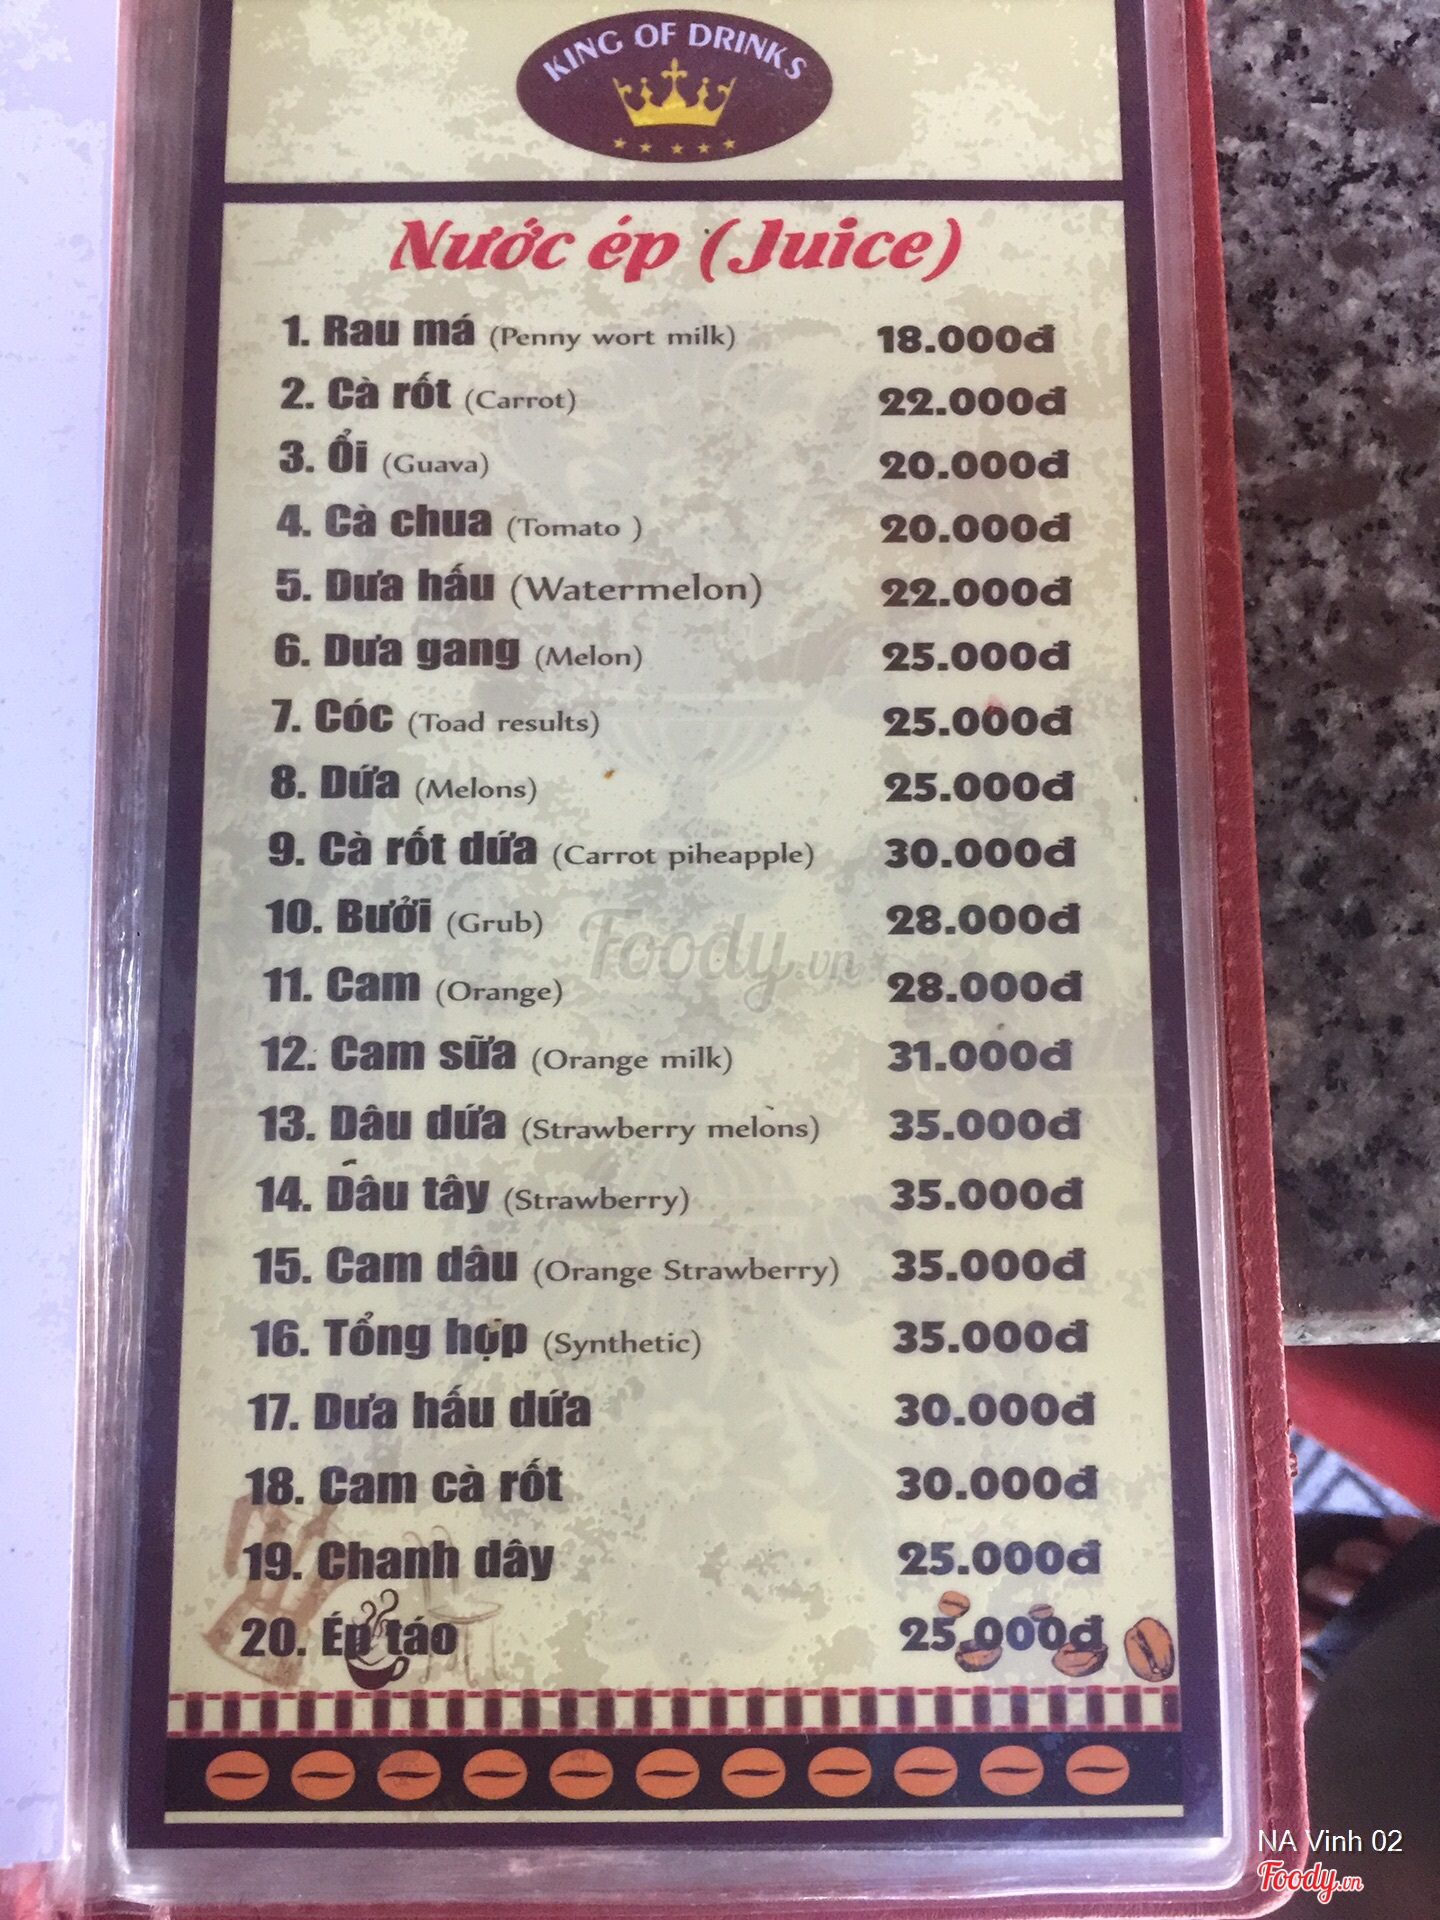 KING OF DRINKS
Nước ép (Juice)
1. Rau má (Penny wort milk) 18.000đ
2. Cà rốt (Carrot) 22.000đ
3. Ổi (Guava) 20.000đ
4. Cà chua (Tomato ) 20.000đ
5. Dưa hấu (Watermelon) 22.000đ
6. Dưa gang (Melon) 25.000đ
7. Cóc (Toad results) 25.000đ
8. Dứa (Melons) 25.000đ
9. Cà rốt dứa (Carrot piheapple) 30.000đ
10. Bưởi (Grub) 28.000đ
Foody.vn
11. Cam (Orange) 28.000đ
12. Cam sữa (Orange milk) 31.000đ
13. Dâu dứa (Strawberry melons) 35.000đ
14. Dâu tây (Strawberry) 35.000đ
15. Cam dâu (Orange Strawberry) 35.000đ
16. Tổng hợp (Synthetic) 35.000đ
17. Dưa hấu dứa 30.000đ
18. Cam cà rốt 30.000đ
19. Chanh dây 25.000đ
20. Ép táo 25.000đ
NA Vinh 02
Foody.vn